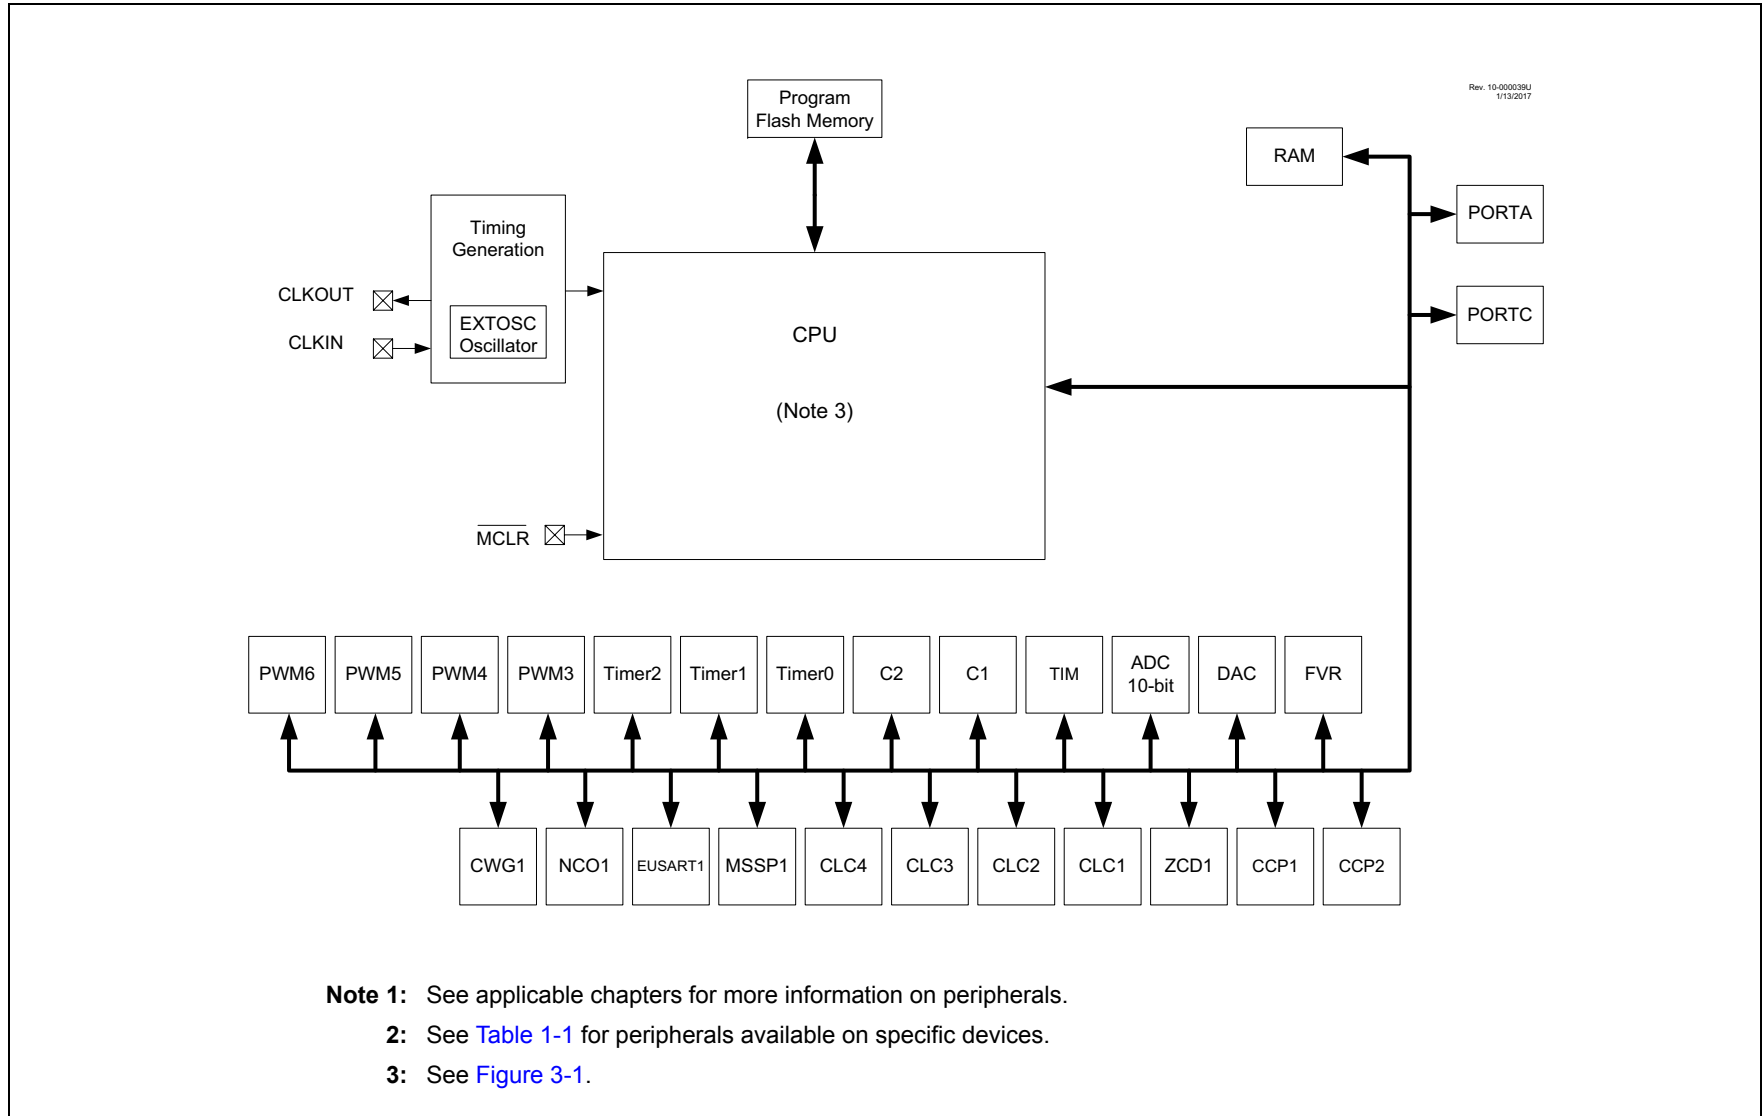 Program
Flash Memory
Rev. 10-000039U
1/13/2017
RAM
PORTA
Timing
Generation
CLKOUT
EXTOSC
Oscillator
CLKIN
PORTC
CPU
(Note 3)
MCLR
PWM6
PWM5
PWM4
PWM3
Timer2
Timer1
Timer0
C2
C1
TIM
ADC
10-bit
DAC
FVR
CWG1
NCO1
EUSART1
MSSP1
CLC4
CLC3
CLC2
CLC1
ZCD1
CCP1
CCP2
Note 1: See applicable chapters for more information on peripherals.
2: See Table 1-1 for peripherals available on specific devices.
3: See Figure 3-1.